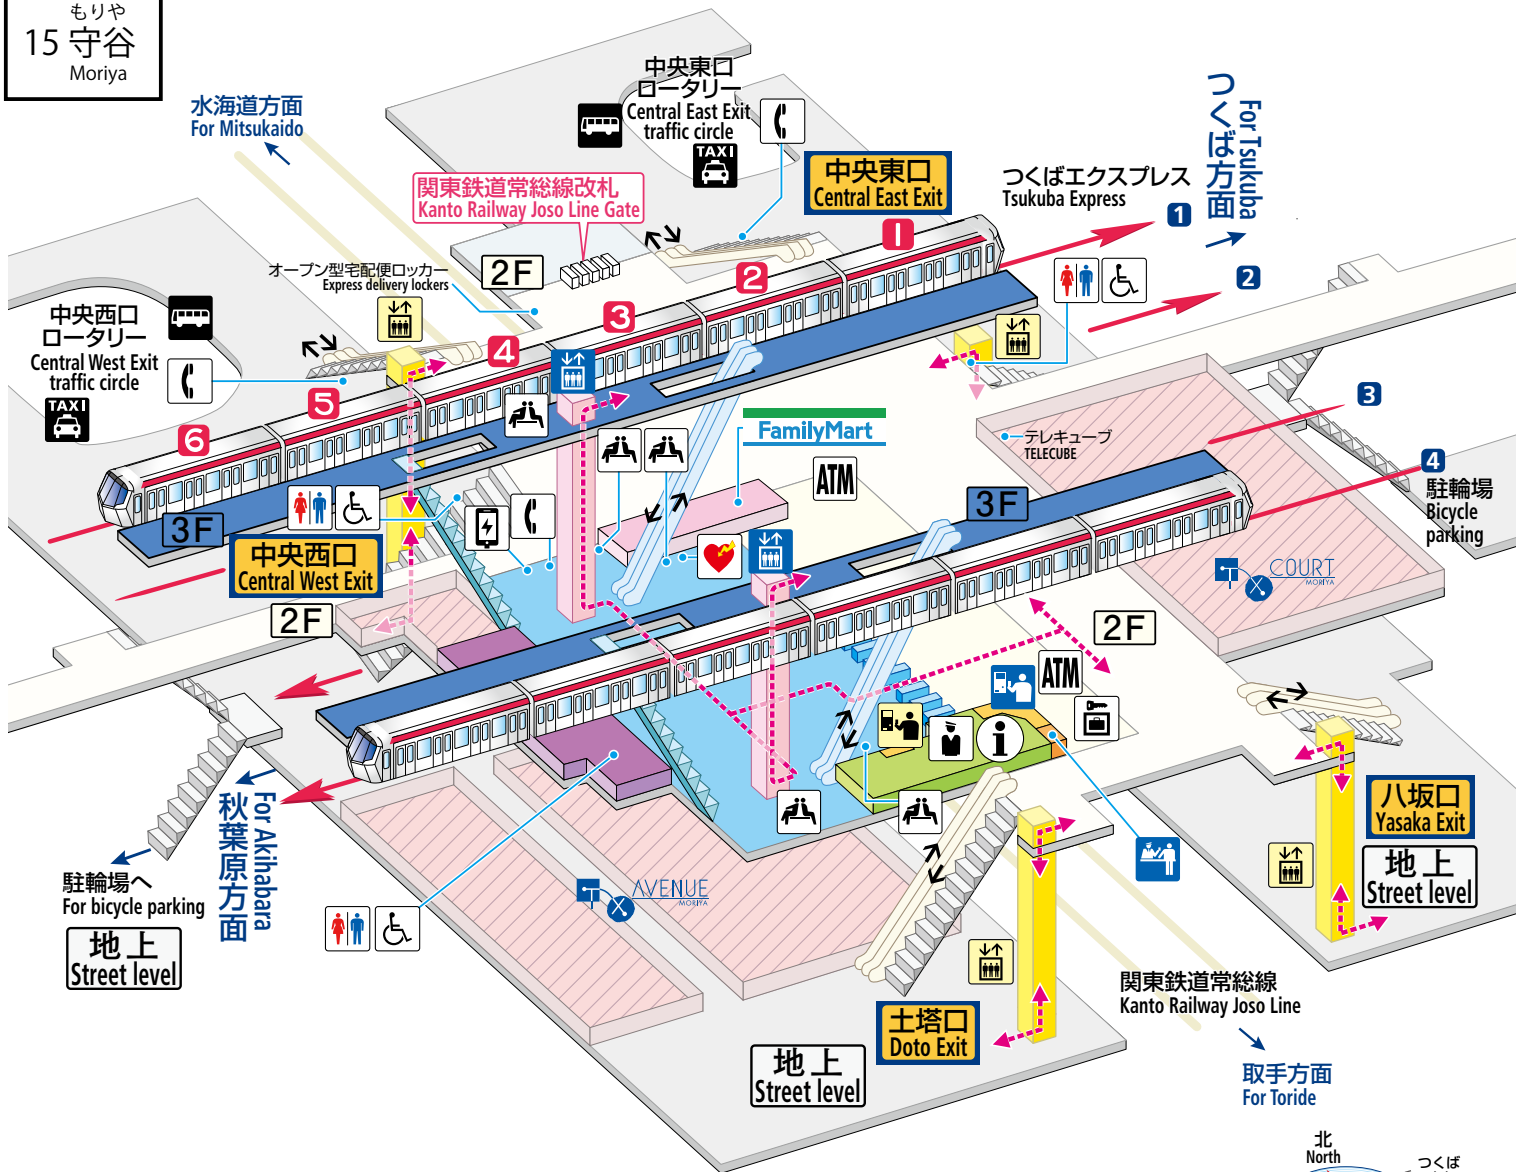 もりや
15 守谷
Moriya
水海道方面
For Mitsukaido
中央東口
ロータリー
Central East Exit
traffic circle
TAXI
関東鉄道常総線改札
Kanto Railway Joso Line Gate
中央東口
Central East Exit
つくばエクスプレス
Tsukuba Express
つくば方面
For Tsukuba
1
2
3
4
オープン型宅配便ロッカー
Express delivery lockers
2F
中央西口
ロータリー
Central West Exit
traffic circle
TAXI
1
2
3
4
5
6
FamilyMart
ATM
テレキューブ
TELECUBE
駐輪場
Bicycle
parking
3F
3F
中央西口
Central West Exit
2F
COURT
MORIYA
2F
ATM
i
秋葉原方面
For Akihabara
駐輪場へ
For bicycle parking
地上
Street level
AVENUE
MORIYA
八坂口
Yasaka Exit
地上
Street level
土塔口
Doto Exit
地上
Street level
関東鉄道常総線
Kanto Railway Joso Line
取手方面
For Toride
北
North
つくば